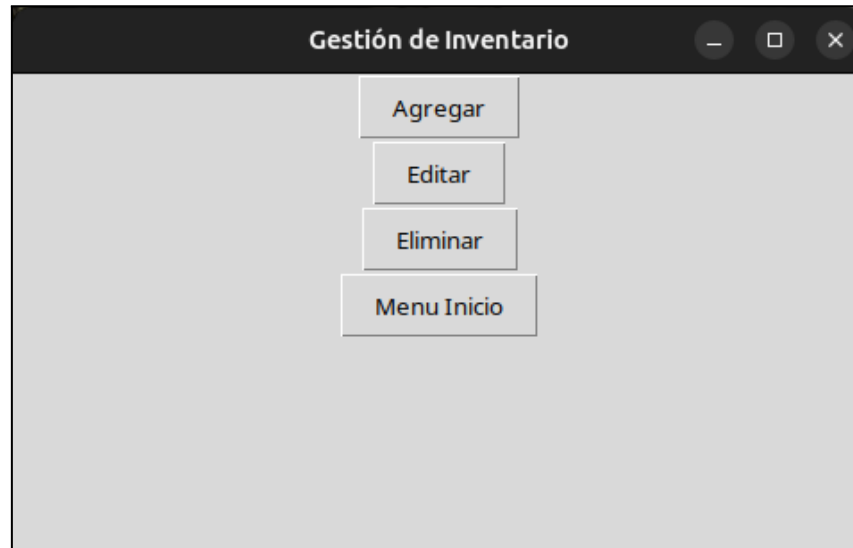 Gestión de Inventario
Agregar
Editar
Eliminar
Menu Inicio